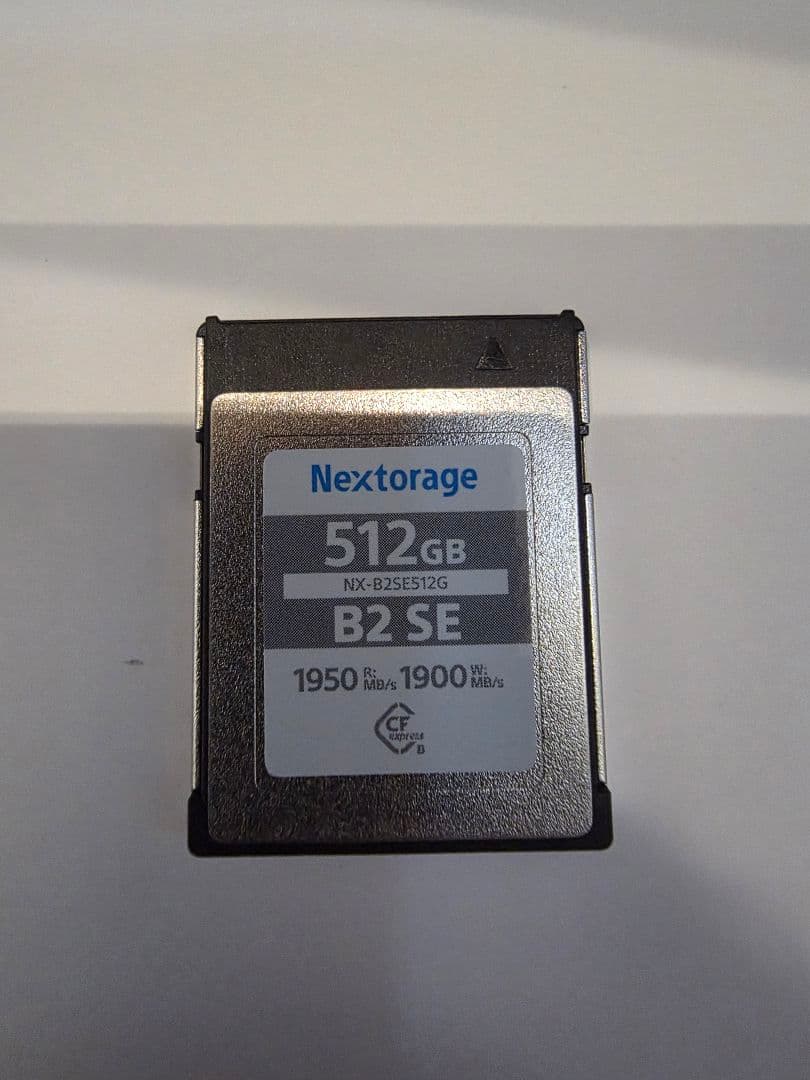 Nextorage
512GB
NX-B2SE512G
B2 SE
1950 R: MB/s 1900 W: MB/s
CF
express
B